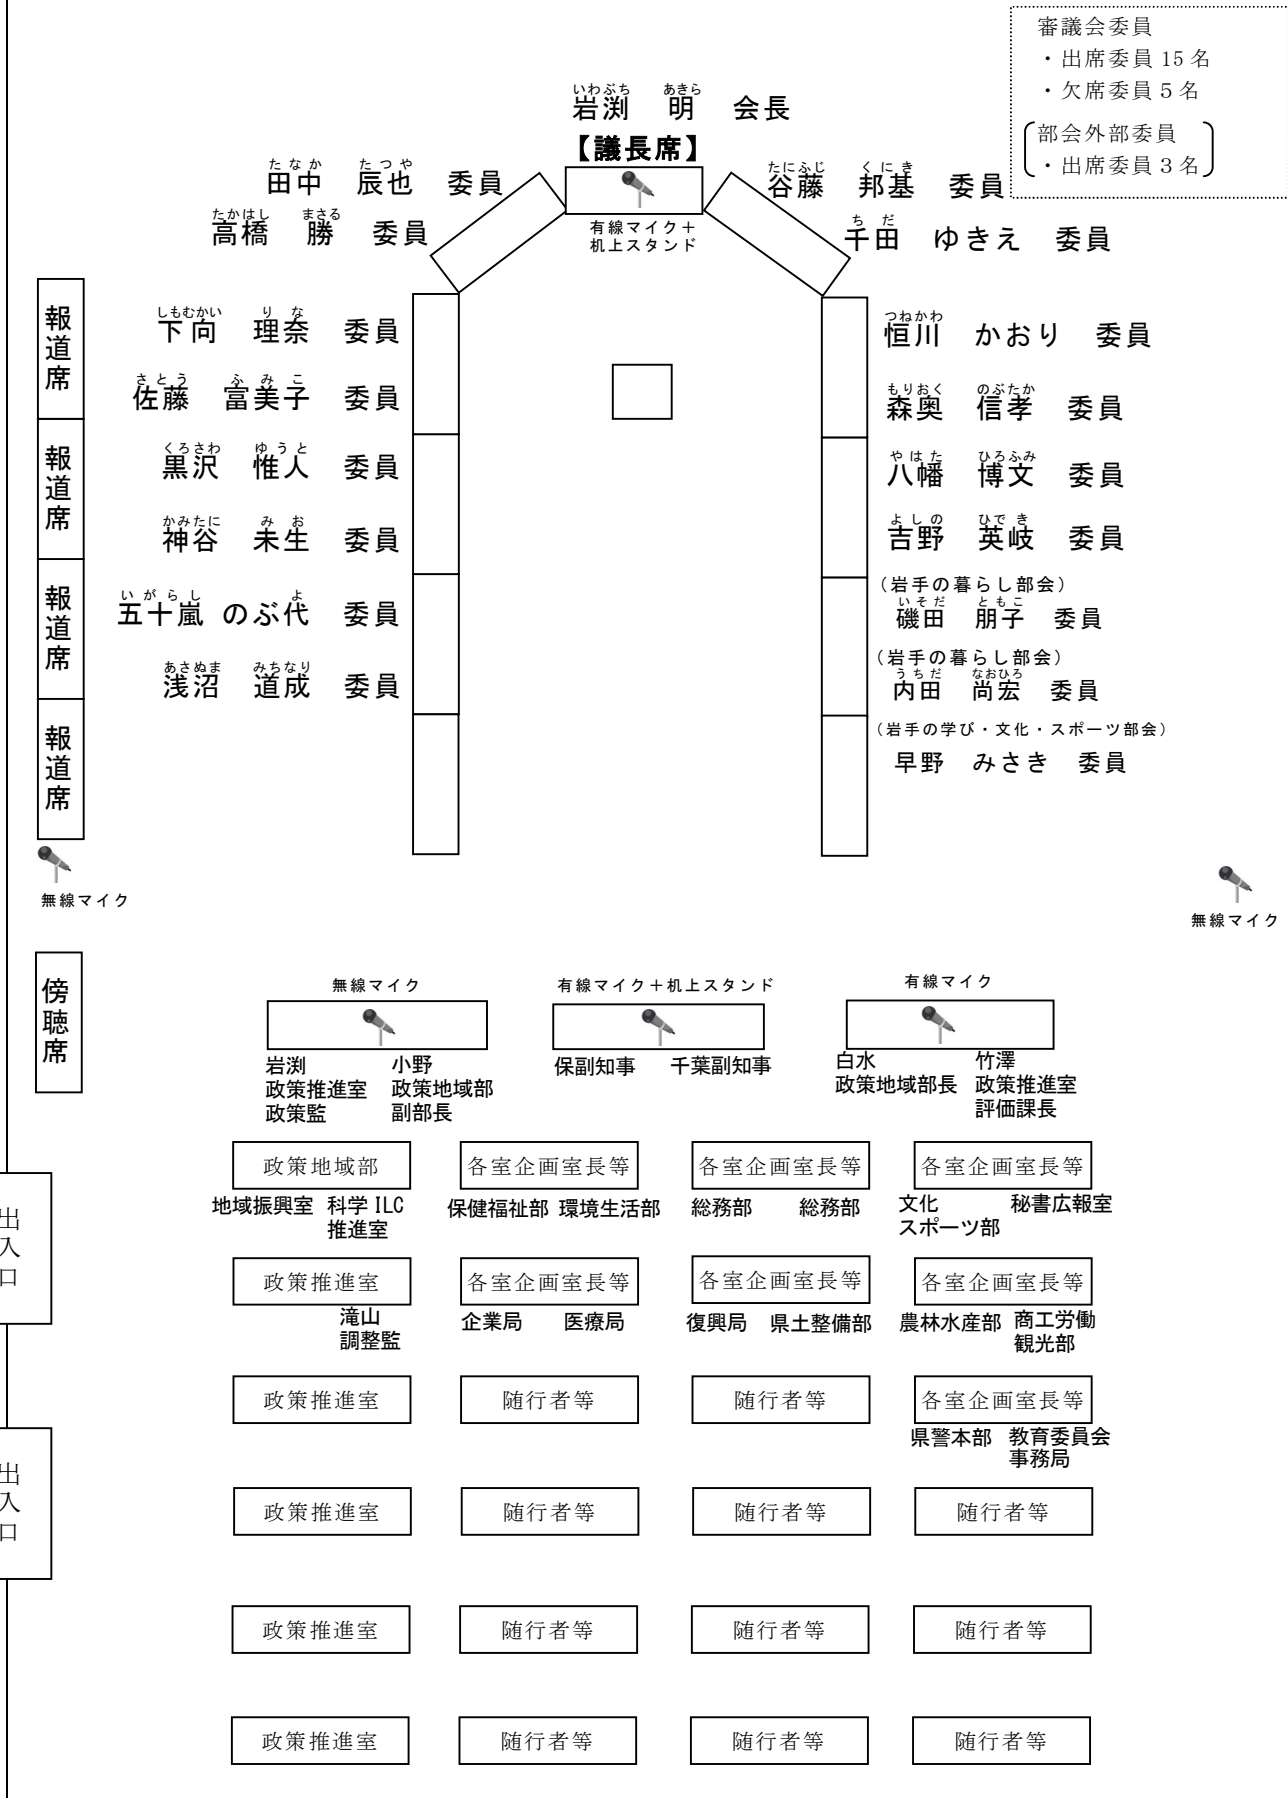 審議会委員
・出席委員 15 名
・欠席委員 5 名
部会外部委員
・出席委員 3 名
いわぶち あきら
岩渕 明 会長
【議長席】
有線マイク＋
机上スタンド
たなか たつや
田中 辰也 委員
たかはし まさる
高橋 勝 委員
たにふじ くにき
谷藤 邦基 委員
ちだ
千田 ゆきえ 委員
しもむかい りな
下向 理奈 委員
さとう ふみこ
佐藤 富美子 委員
くろさわ ゆうと
黒沢 惟人 委員
かみたに みお
神谷 未生 委員
いがらし よ
五十嵐 のぶ代 委員
あさぬま みちなり
浅沼 道成 委員
つねかわ
恒川 かおり 委員
もりおく のぶたか
森奥 信孝 委員
やはた ひろふみ
八幡 博文 委員
よしの ひでき
吉野 英岐 委員
（岩手の暮らし部会）
いそだ ともこ
磯田 朋子 委員
（岩手の暮らし部会）
うちだ なおひろ
内田 尚宏 委員
（岩手の学び・文化・スポーツ部会）
早野 みさき 委員
報道席
報道席
報道席
報道席
無線マイク
無線マイク
傍聴席
無線マイク
有線マイク＋机上スタンド
有線マイク
岩渕
政策推進室
政策監
小野
政策地域部
副部長
保副知事 千葉副知事
白水
政策地域部長
竹澤
政策推進室
評価課長
政策地域部 各室企画室長等 各室企画室長等 各室企画室長等
地域振興室 科学 ILC
推進室
保健福祉部 環境生活部
総務部 総務部
文化
スポーツ部
秘書広報室
出入口
政策推進室 各室企画室長等 各室企画室長等 各室企画室長等
滝山
調整監
企業局 医療局
復興局 県土整備部
農林水産部 商工労働
観光部
政策推進室 随行者等 随行者等 各室企画室長等
県警本部 教育委員会
事務局
出入口
政策推進室 随行者等 随行者等 随行者等
政策推進室 随行者等 随行者等 随行者等
政策推進室 随行者等 随行者等 随行者等